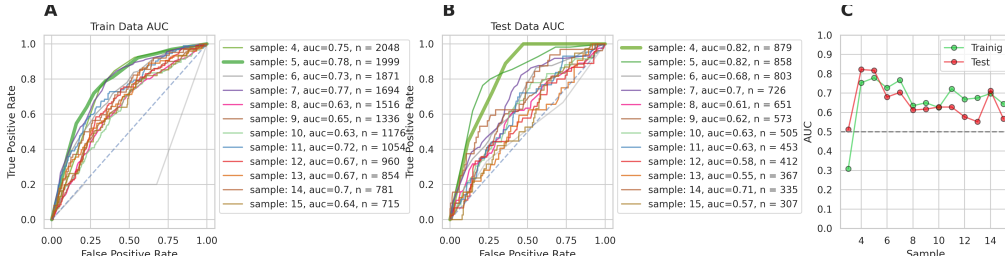 A
Train Data AUC
True Positive Rate
1.0
0.8
0.6
0.4
0.2
0.0
0.00 0.25 0.50 0.75 1.00
False Positive Rate
sample: 4, auc=0.75, n = 2048
sample: 5, auc=0.78, n = 1999
sample: 6, auc=0.73, n = 1871
sample: 7, auc=0.77, n = 1694
sample: 8, auc=0.63, n = 1516
sample: 9, auc=0.65, n = 1336
sample: 10, auc=0.63, n = 1176
sample: 11, auc=0.72, n = 1054
sample: 12, auc=0.67, n = 960
sample: 13, auc=0.67, n = 854
sample: 14, auc=0.7, n = 781
sample: 15, auc=0.64, n = 715
B
Test Data AUC
True Positive Rate
1.0
0.8
0.6
0.4
0.2
0.0
0.00 0.25 0.50 0.75 1.00
False Positive Rate
sample: 4, auc=0.82, n = 879
sample: 5, auc=0.82, n = 858
sample: 6, auc=0.68, n = 803
sample: 7, auc=0.7, n = 726
sample: 8, auc=0.61, n = 651
sample: 9, auc=0.62, n = 573
sample: 10, auc=0.63, n = 505
sample: 11, auc=0.63, n = 453
sample: 12, auc=0.58, n = 412
sample: 13, auc=0.55, n = 367
sample: 14, auc=0.71, n = 335
sample: 15, auc=0.57, n = 307
C
AUC
1.0
0.9
0.8
0.7
0.6
0.5
0.4
0.3
0.2
0.1
0.0
4 6 8 10 12 14
Sample
Trainig
Test